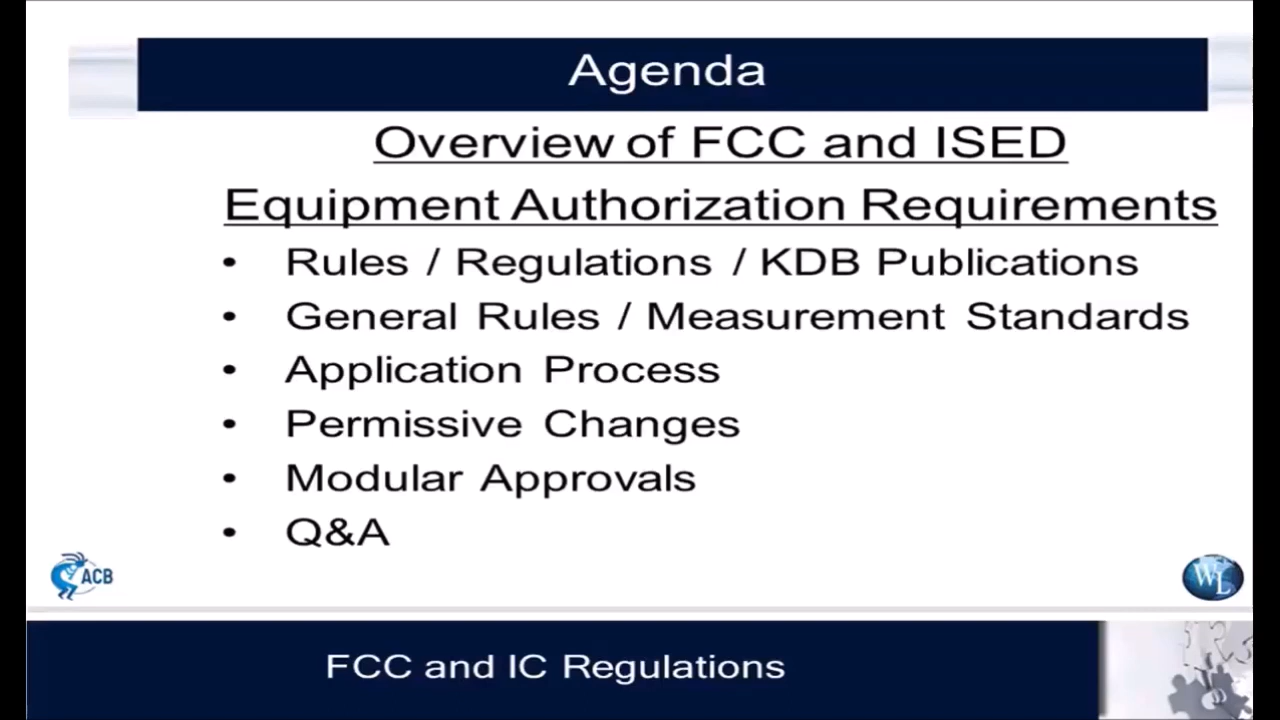 Agenda
Overview of FCC and ISED
Equipment Authorization Requirements
• Rules / Regulations / KDB Publications
• General Rules / Measurement Standards
• Application Process
• Permissive Changes
• Modular Approvals
• Q&A
ACB
WL
FCC and IC Regulations